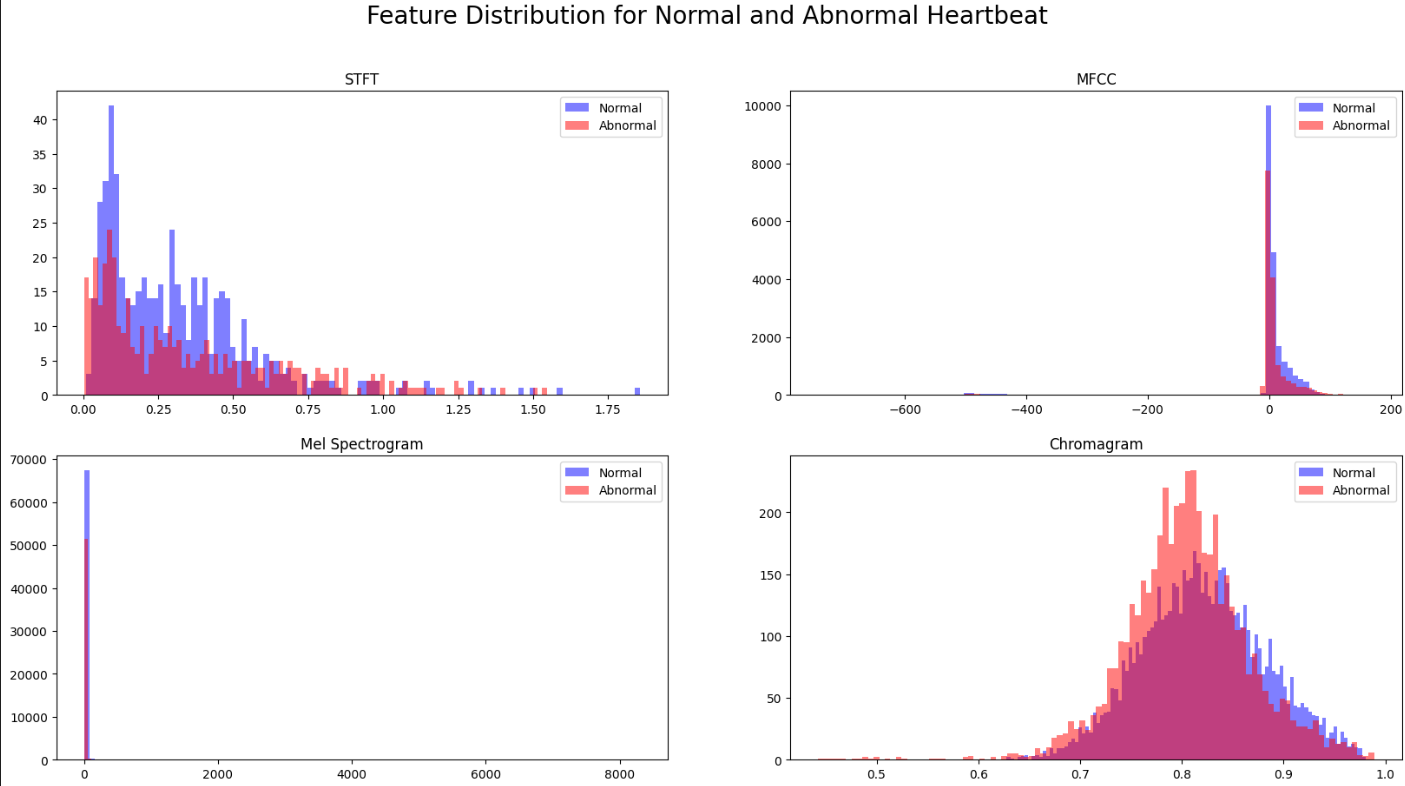 Feature Distribution for Normal and Abnormal Heartbeat
STFT
Normal
Abnormal
40
35
30
25
20
15
10
5
0
0.00 0.25 0.50 0.75 1.00 1.25 1.50 1.75
MFCC
Normal
Abnormal
10000
8000
6000
4000
2000
0
−600 −400 −200 0 200
Mel Spectrogram
Normal
Abnormal
70000
60000
50000
40000
30000
20000
10000
0
0 2000 4000 6000 8000
Chromagram
Normal
Abnormal
200
150
100
50
0
0.5 0.6 0.7 0.8 0.9 1.0